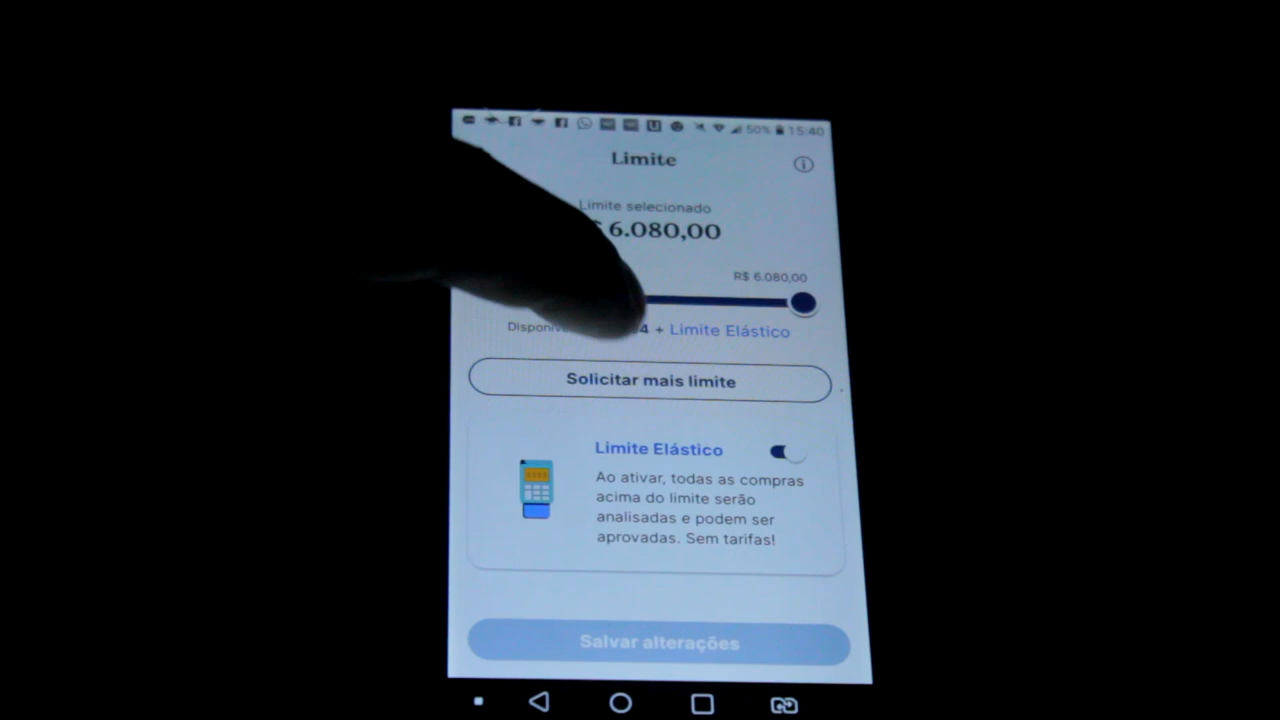 50% 15:40
Limite
Limite selecionado
6.080,00
R$ 6.080,00
4 + Limite Elástico
Solicitar mais limite
Limite Elástico
Ao ativar, todas as compras
acima do limite serão
analisadas e podem ser
aprovadas. Sem tarifas!
Salvar alterações